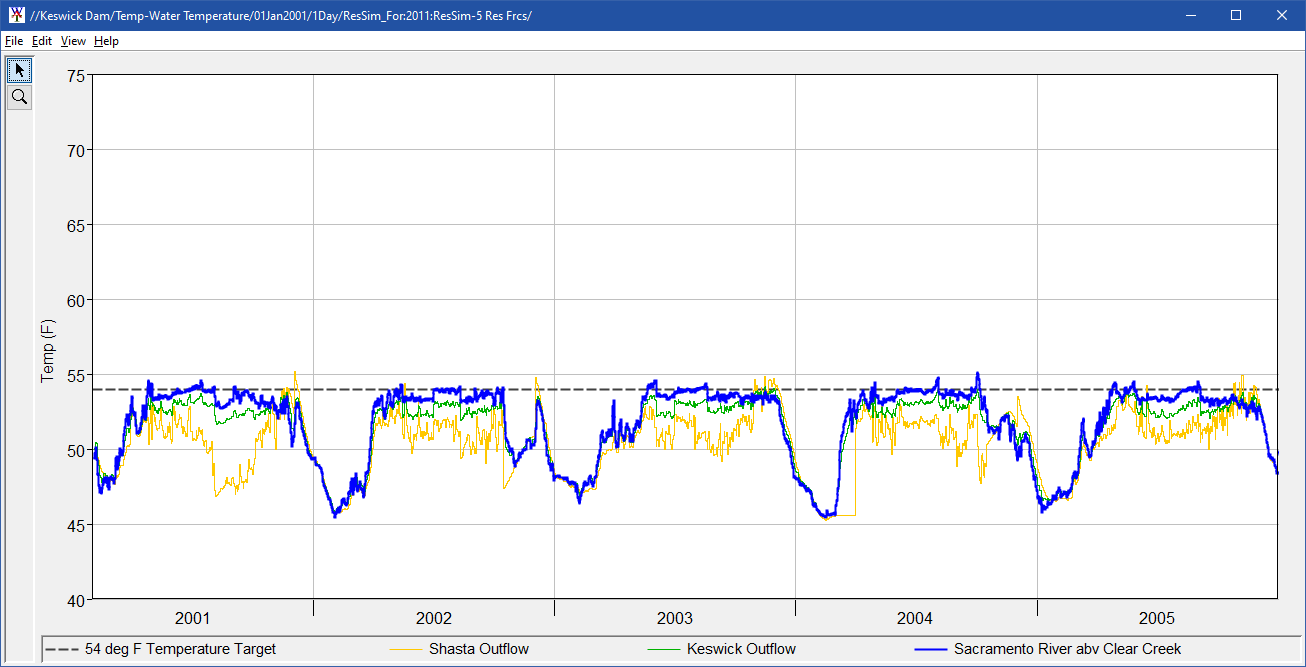 //Keswick Dam/Temp-Water Temperature/01Jan2001/1Day/ResSim_For:2011:ResSim-5 Res Frcs/
File Edit View Help
75
70
65
60
55
50
45
40
Temp (F)
2001 2002 2003 2004 2005
54 deg F Temperature Target Shasta Outflow Keswick Outflow Sacramento River abv Clear Creek